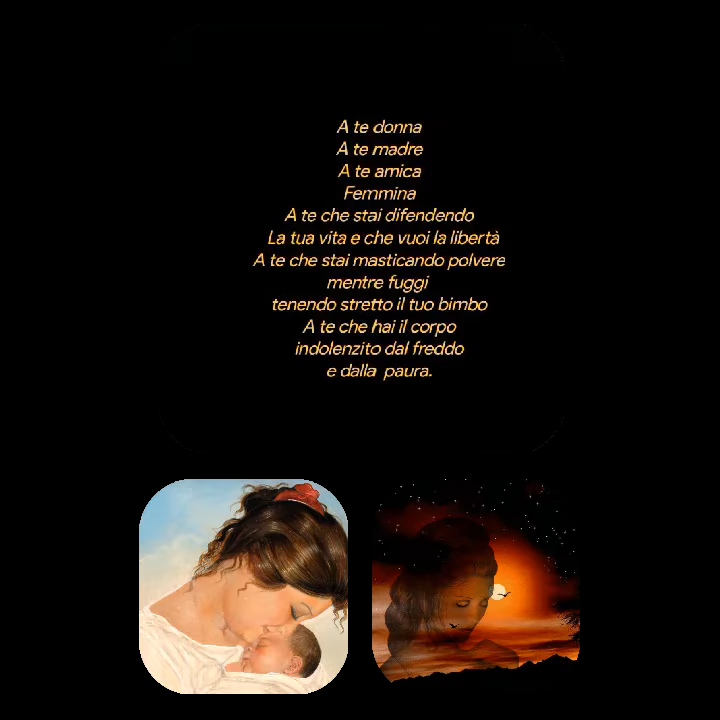 A te donna
A te madre
A te amica
Femmina
A te che stai difendendo
La tua vita e che vuoi la libertà
A te che stai masticando polvere
mentre fuggi
tenendo stretto il tuo bimbo
A te che hai il corpo
indolenzito dal freddo
e dalla  paura.